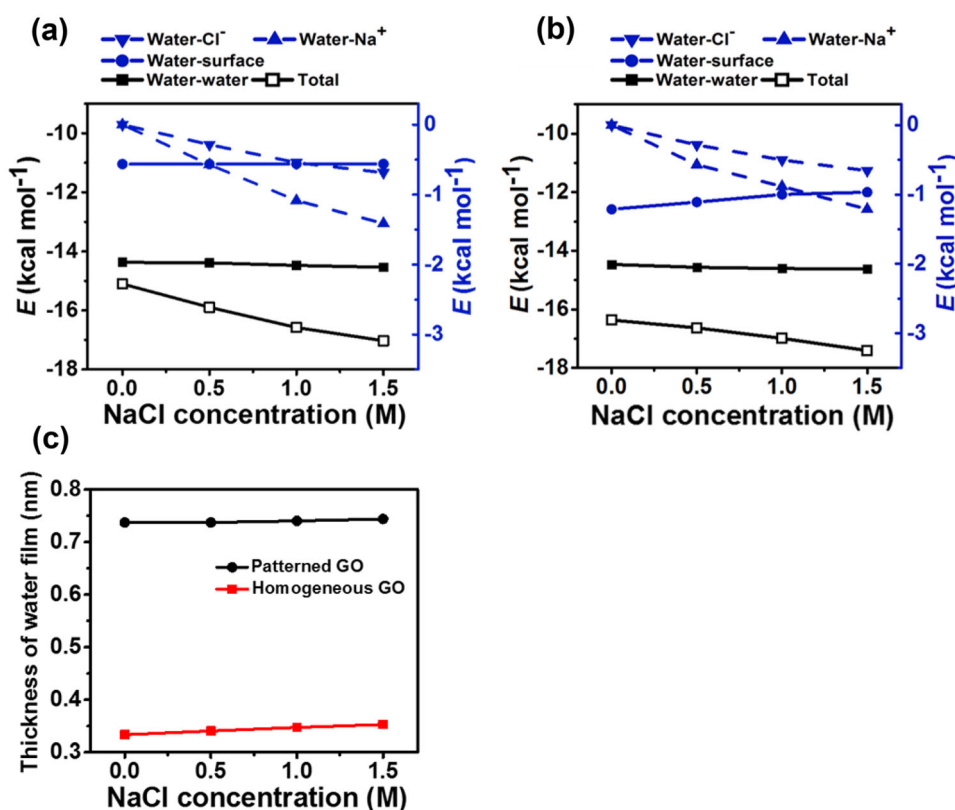 (a)
Water-Cl⁻ Water-Na⁺
Water-surface
Water-water Total
-10
-12
-14
-16
-18
E (kcal mol⁻¹)
0
-1
-2
-3
E (kcal mol⁻¹)
0.0 0.5 1.0 1.5
NaCl concentration (M)
(b)
Water-Cl⁻ Water-Na⁺
Water-surface
Water-water Total
-10
-12
-14
-16
-18
E (kcal mol⁻¹)
0
-1
-2
-3
E (kcal mol⁻¹)
0.0 0.5 1.0 1.5
NaCl concentration (M)
(c)
0.8
0.7
0.6
0.5
0.4
0.3
Thickness of water film (nm)
Patterned GO
Homogeneous GO
0.0 0.5 1.0 1.5
NaCl concentration (M)